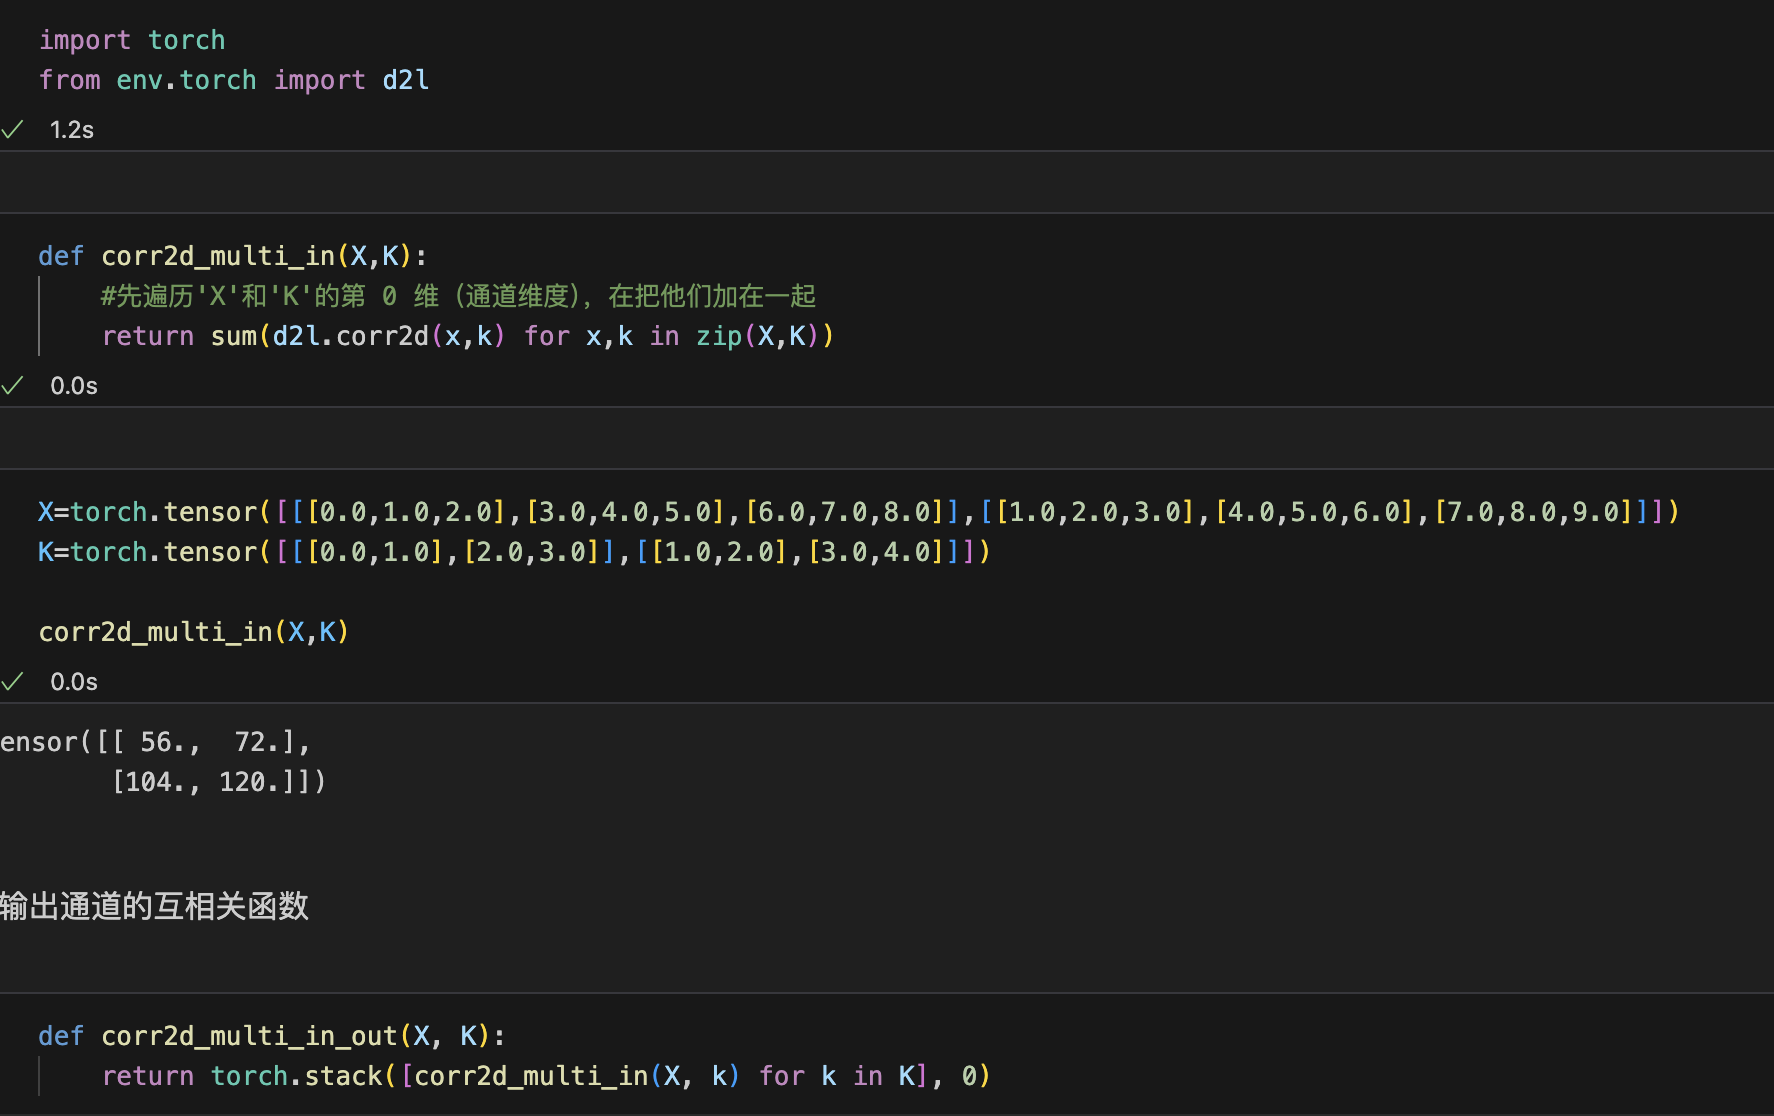 import torch
from env.torch import d2l
1.2s
def corr2d_multi_in(X,K):
#先遍历'X'和'K'的第 0 维（通道维度），在把他们加在一起
return sum(d2l.corr2d(x,k) for x,k in zip(X,K))
0.0s
X=torch.tensor([[[0.0,1.0,2.0],[3.0,4.0,5.0],[6.0,7.0,8.0]],[[1.0,2.0,3.0],[4.0,5.0,6.0],[7.0,8.0,9.0]]])
K=torch.tensor([[[0.0,1.0],[2.0,3.0]],[[1.0,2.0],[3.0,4.0]]])
corr2d_multi_in(X,K)
0.0s
ensor([[ 56.,  72.],
[104., 120.]])
输出通道的互相关函数
def corr2d_multi_in_out(X, K):
return torch.stack([corr2d_multi_in(X, k) for k in K], 0)